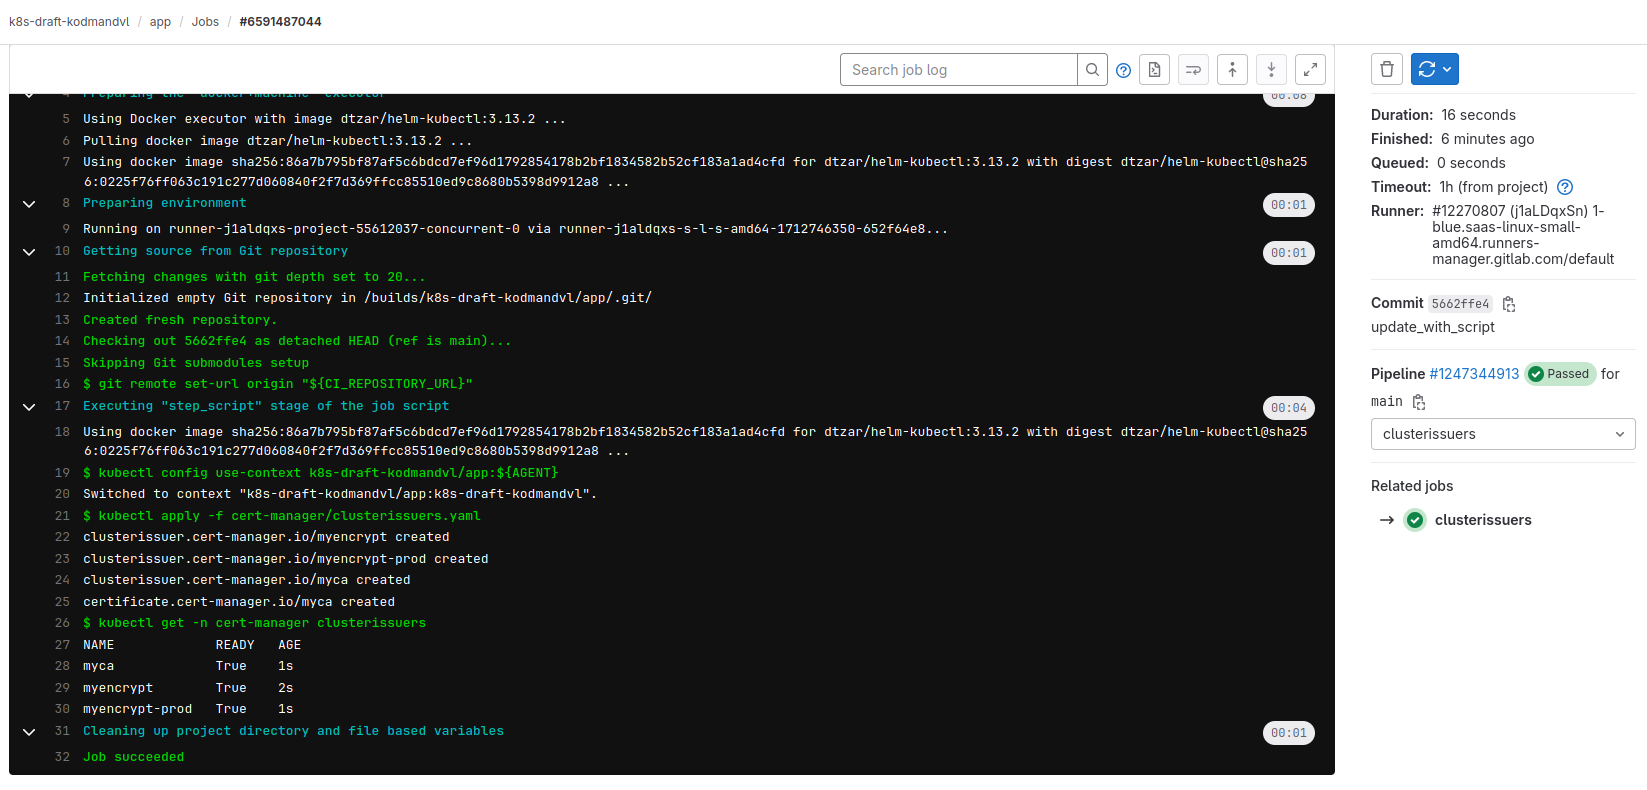 k8s-draft-kodmandvl / app / Jobs / #6591487044
Search job log
4 Preparing the "docker+machine" executor 00:08
5 Using Docker executor with image dtzar/helm-kubectl:3.13.2 ...
6 Pulling docker image dtzar/helm-kubectl:3.13.2 ...
7 Using docker image sha256:86a7b795bf87af5c6bdcd7ef96d1792854178b2bf1834582b52cf183a1ad4cfd for dtzar/helm-kubectl:3.13.2 with digest dtzar/helm-kubectl@sha25
6:0225f76ff063c191c277d060840f2f7d369ffcc85510ed9c8680b5398d9912a8 ...
8 Preparing environment 00:01
9 Running on runner-j1aldqxs-project-55612037-concurrent-0 via runner-j1aldqxs-s-l-s-amd64-1712746350-652f64e8...
10 Getting source from Git repository 00:01
11 Fetching changes with git depth set to 20...
12 Initialized empty Git repository in /builds/k8s-draft-kodmandvl/app/.git/
13 Created fresh repository.
14 Checking out 5662ffe4 as detached HEAD (ref is main)...
15 Skipping Git submodules setup
16 $ git remote set-url origin "${CI_REPOSITORY_URL}"
17 Executing "step_script" stage of the job script 00:04
18 Using docker image sha256:86a7b795bf87af5c6bdcd7ef96d1792854178b2bf1834582b52cf183a1ad4cfd for dtzar/helm-kubectl:3.13.2 with digest dtzar/helm-kubectl@sha25
6:0225f76ff063c191c277d060840f2f7d369ffcc85510ed9c8680b5398d9912a8 ...
19 $ kubectl config use-context k8s-draft-kodmandvl/app:${AGENT}
20 Switched to context "k8s-draft-kodmandvl/app:k8s-draft-kodmandvl".
21 $ kubectl apply -f cert-manager/clusterissuers.yaml
22 clusterissuer.cert-manager.io/myencrypt created
23 clusterissuer.cert-manager.io/myencrypt-prod created
24 clusterissuer.cert-manager.io/myca created
25 certificate.cert-manager.io/myca created
26 $ kubectl get -n cert-manager clusterissuers
27 NAME READY AGE
28 myca True 1s
29 myencrypt True 2s
30 myencrypt-prod True 1s
31 Cleaning up project directory and file based variables 00:01
32 Job succeeded
Duration: 16 seconds
Finished: 6 minutes ago
Queued: 0 seconds
Timeout: 1h (from project)
Runner: #12270807 (j1aLDqxSn) 1-
blue.saas-linux-small-
amd64.runners-
manager.gitlab.com/default
Commit 5662ffe4
update_with_script
Pipeline #1247344913 Passed for
main
clusterissuers
Related jobs
clusterissuers